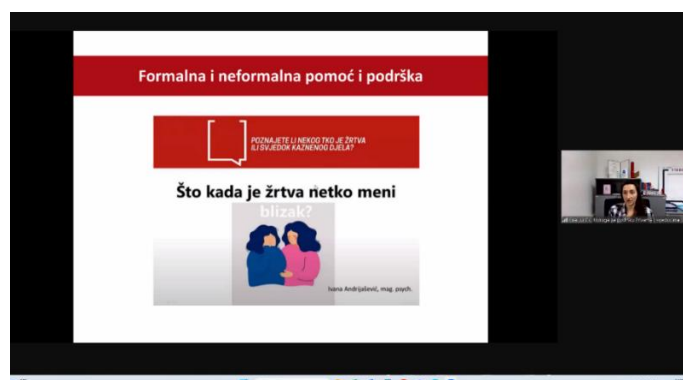 Formalna i neformalna pomoć i podrška
POZNAJETE LI NEKOG TKO JE ŽRTVA
ILI SVJEDOK KAZNENOG DJELA?
Što kada je žrtva netko meni
blizak?
Ivana Andrijašević, mag. psych.